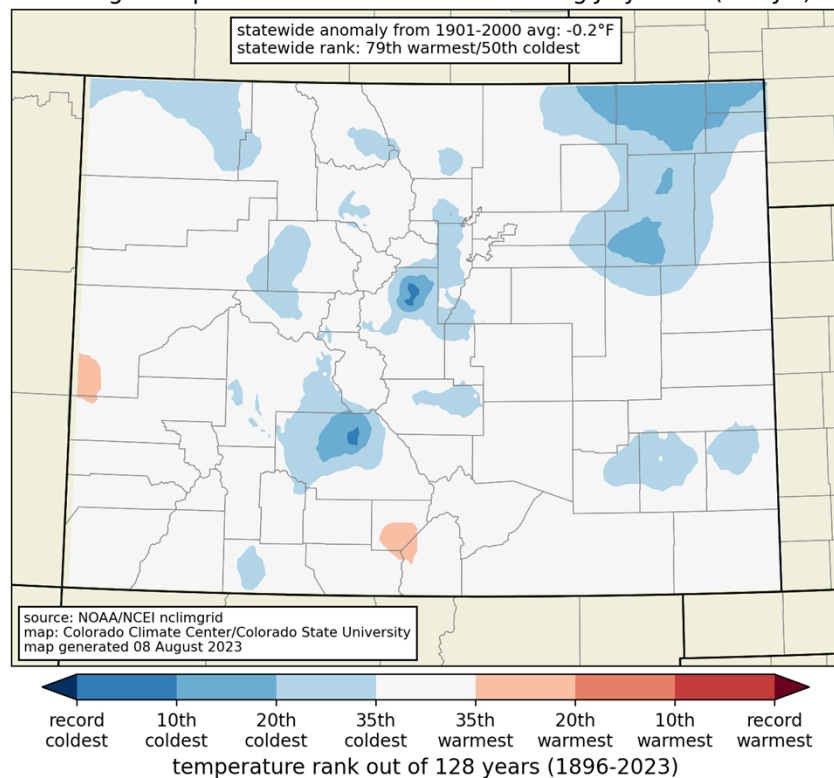 statewide anomaly from 1901-2000 avg: -0.2°F
statewide rank: 79th warmest/50th coldest
source: NOAA/NCEI nclimgrid
map: Colorado Climate Center/Colorado State University
map generated 08 August 2023
record coldest
10th coldest
20th coldest
35th coldest
35th warmest
20th warmest
10th warmest
record warmest
temperature rank out of 128 years (1896-2023)